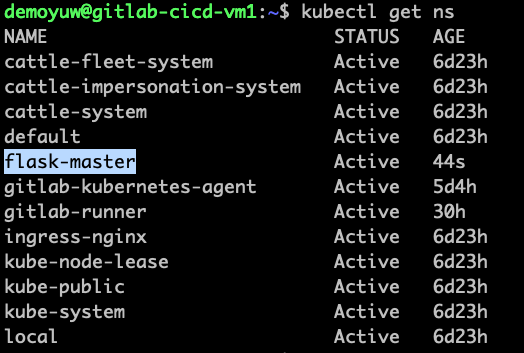 demoyuw@gitlab-cicd-vm1:~$ kubectl get ns
NAME STATUS AGE
cattle-fleet-system Active 6d23h
cattle-impersonation-system Active 6d23h
cattle-system Active 6d23h
default Active 6d23h
flask-master Active 44s
gitlab-kubernetes-agent Active 5d4h
gitlab-runner Active 30h
ingress-nginx Active 6d23h
kube-node-lease Active 6d23h
kube-public Active 6d23h
kube-system Active 6d23h
local Active 6d23h